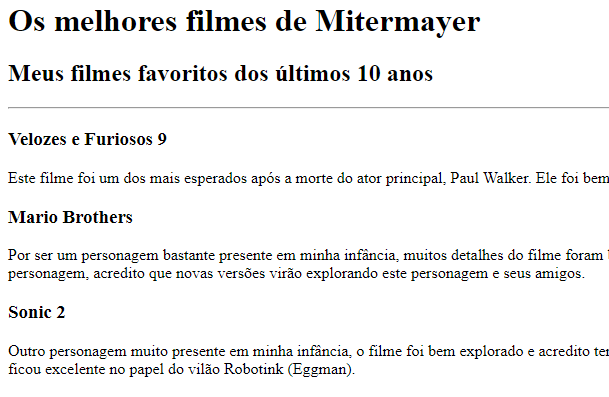 Os melhores filmes de Mitermayer
Meus filmes favoritos dos últimos 10 anos
Velozes e Furiosos 9
Este filme foi um dos mais esperados após a morte do ator principal, Paul Walker. Ele foi bem
Mario Brothers
Por ser um personagem bastante presente em minha infância, muitos detalhes do filme foram
personagem, acredito que novas versões virão explorando este personagem e seus amigos.
Sonic 2
Outro personagem muito presente em minha infância, o filme foi bem explorado e acredito
ficou excelente no papel do vilão Robotink (Eggman).